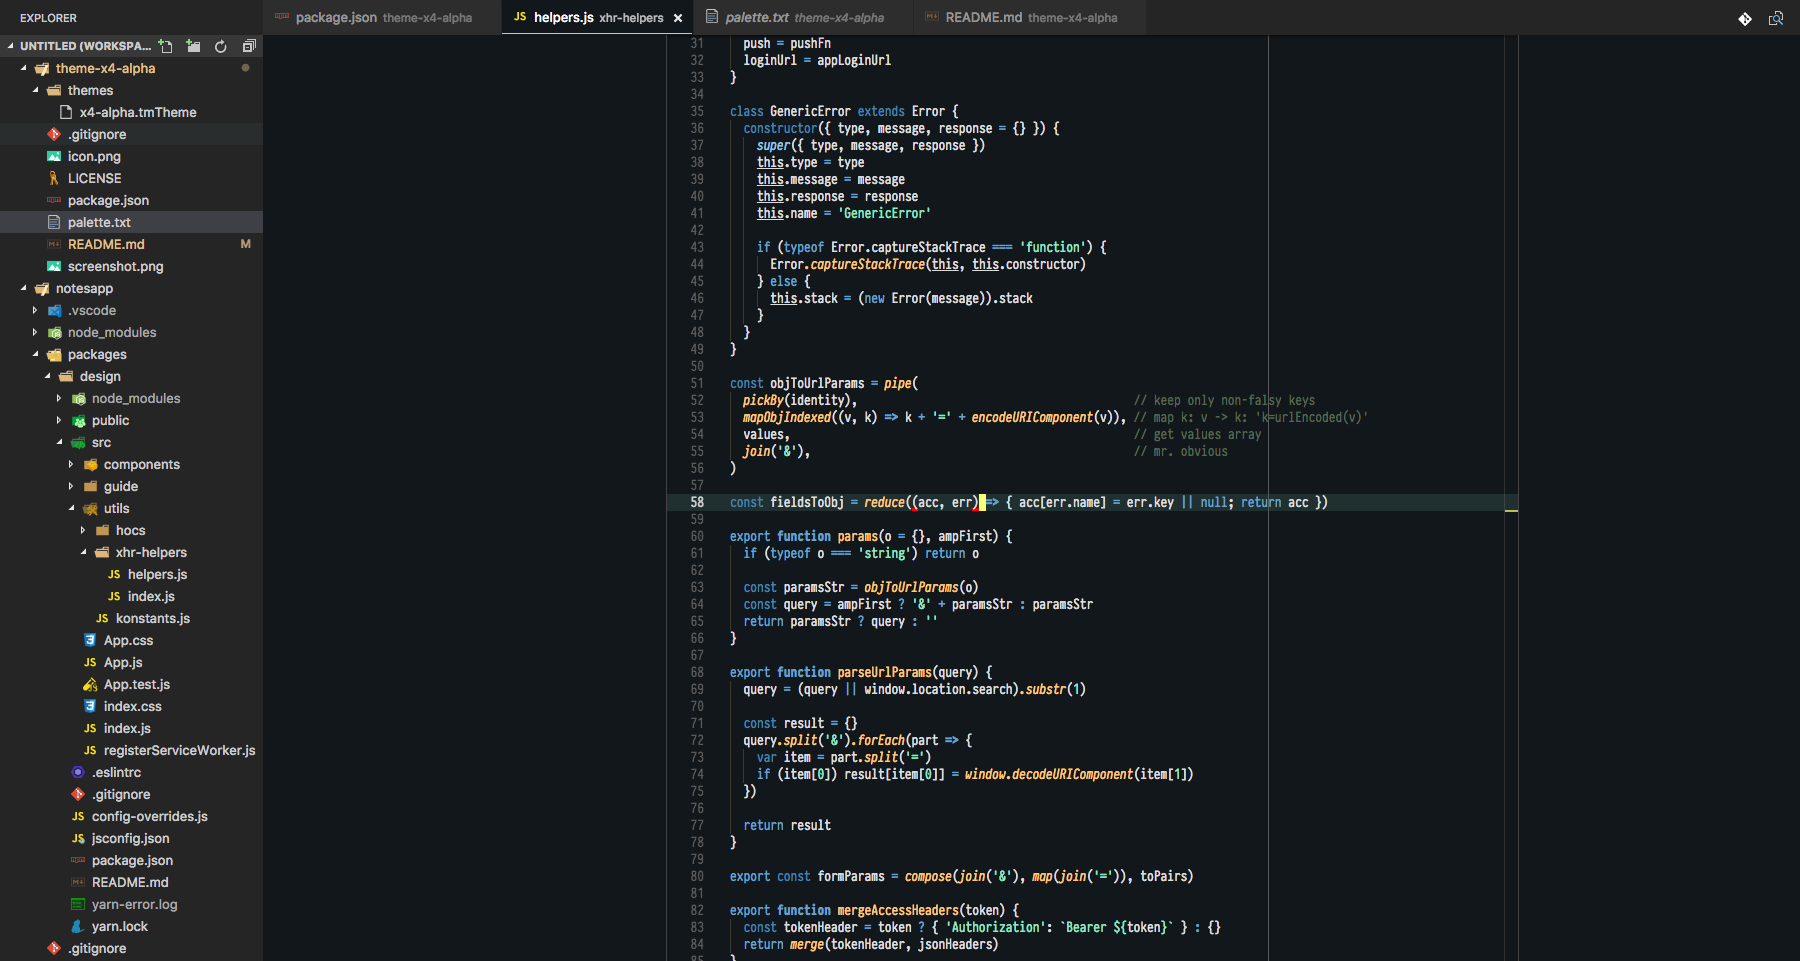 EXPLORER
UNTITLED (WORKSPA...
theme-x4-alpha
themes
x4-alpha.tmTheme
.gitignore
icon.png
LICENSE
package.json
palette.txt
README.md M
screenshot.png
notesapp
.vscode
node_modules
packages
design
node_modules
public
src
components
guide
utils
hocs
xhr-helpers
helpers.js
index.js
konstants.js
App.css
App.js
App.test.js
index.css
index.js
registerServiceWorker.js
.eslintrc
.gitignore
config-overrides.js
jsconfig.json
package.json
README.md
yarn-error.log
yarn.lock
.gitignore
package.json theme-x4-alpha
JS helpers.js xhr-helpers ×
palette.txt theme-x4-alpha
README.md theme-x4-alpha
31 push = pushFn
32 loginUrl = appLoginUrl
33 }
34
35 class GenericError extends Error {
36 constructor({ type, message, response = {} }) {
37 super({ type, message, response })
38 this.type = type
39 this.message = message
40 this.response = response
41 this.name = 'GenericError'
42
43 if (typeof Error.captureStackTrace === 'function') {
44 Error.captureStackTrace(this, this.constructor)
45 } else {
46 this.stack = (new Error(message)).stack
47 }
48 }
49 }
50
51 const objToUrlParams = pipe(
52 pickBy(identity), // keep only non-falsy keys
53 mapObjIndexed((v, k) => k + '=' + encodeURIComponent(v)), // map k: v -> k: 'k=urlEncoded(v)'
54 values, // get values array
55 join('&'), // mr. obvious
56 )
57
58 const fieldsToObj = reduce((acc, err) => { acc[err.name] = err.key || null; return acc })
59
60 export function params(o = {}, ampFirst) {
61 if (typeof o === 'string') return o
62
63 const paramsStr = objToUrlParams(o)
64 const query = ampFirst ? '&' + paramsStr : paramsStr
65 return paramsStr ? query : ''
66 }
67
68 export function parseUrlParams(query) {
69 query = (query || window.location.search).substr(1)
70
71 const result = {}
72 query.split('&').forEach(part => {
73 var item = part.split('=')
74 if (item[0]) result[item[0]] = window.decodeURIComponent(item[1])
75 })
76
77 return result
78 }
79
80 export const formParams = compose(join('&'), map(join('=')), toPairs)
81
82 export function mergeAccessHeaders(token) {
83 const tokenHeader = token ? { 'Authorization': `Bearer ${token}` } : {}
84 return merge(tokenHeader, jsonHeaders)
85 }